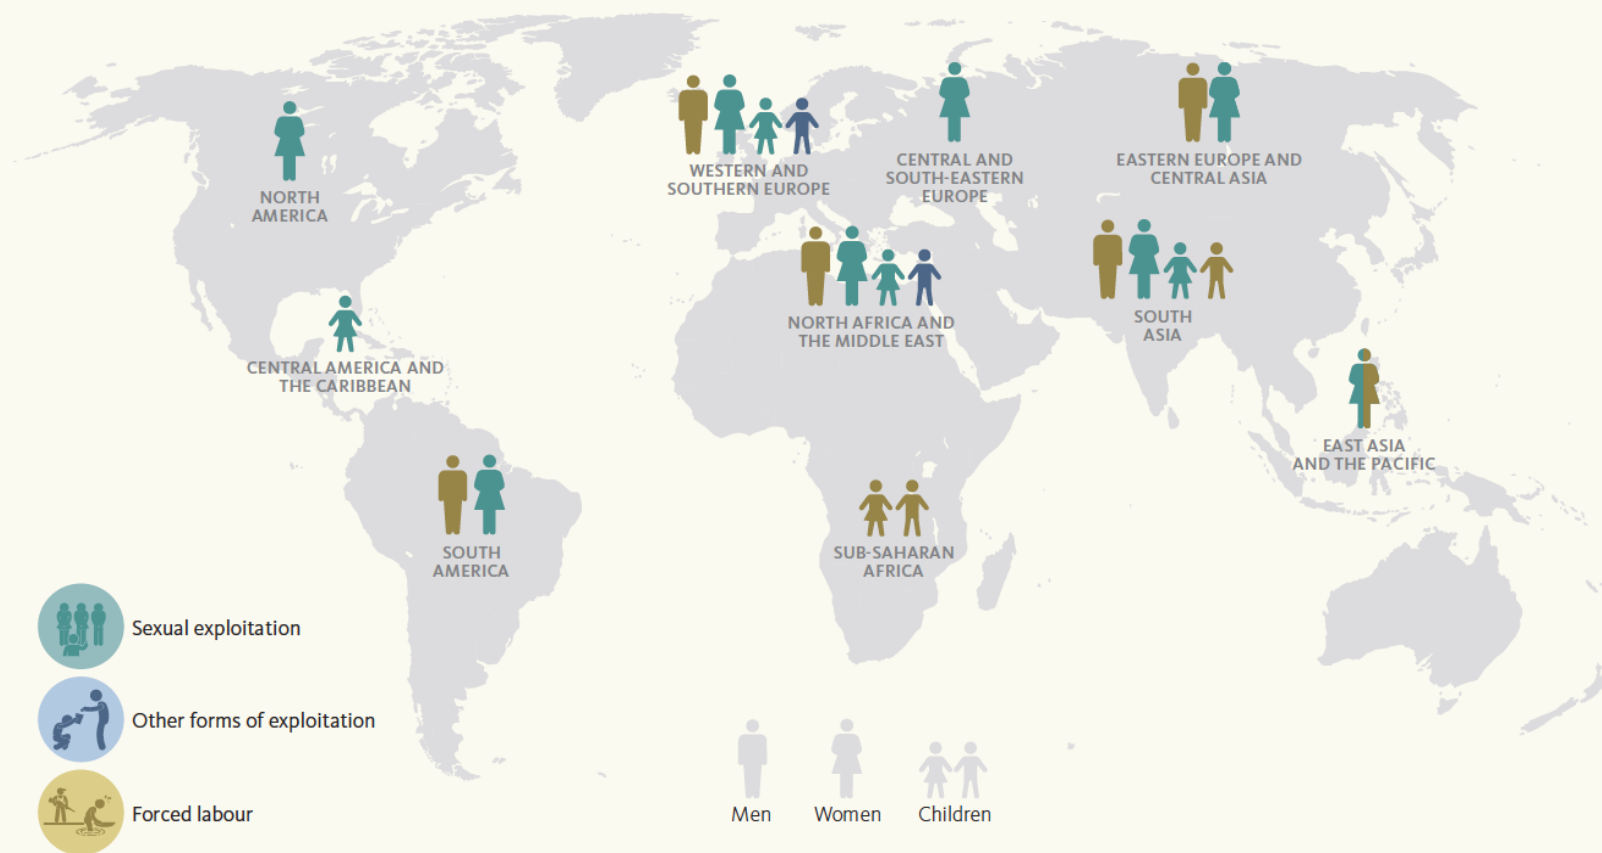 WESTERN AND
SOUTHERN EUROPE
CENTRAL AND
SOUTH-EASTERN
EUROPE
EASTERN EUROPE AND
CENTRAL ASIA
NORTH
AMERICA
NORTH AFRICA AND
THE MIDDLE EAST
SOUTH
ASIA
CENTRAL AMERICA AND
THE CARIBBEAN
EAST ASIA
AND THE PACIFIC
SOUTH
AMERICA
SUB-SAHARAN
AFRICA
Sexual exploitation
Other forms of exploitation
Forced labour
Men
Women
Children